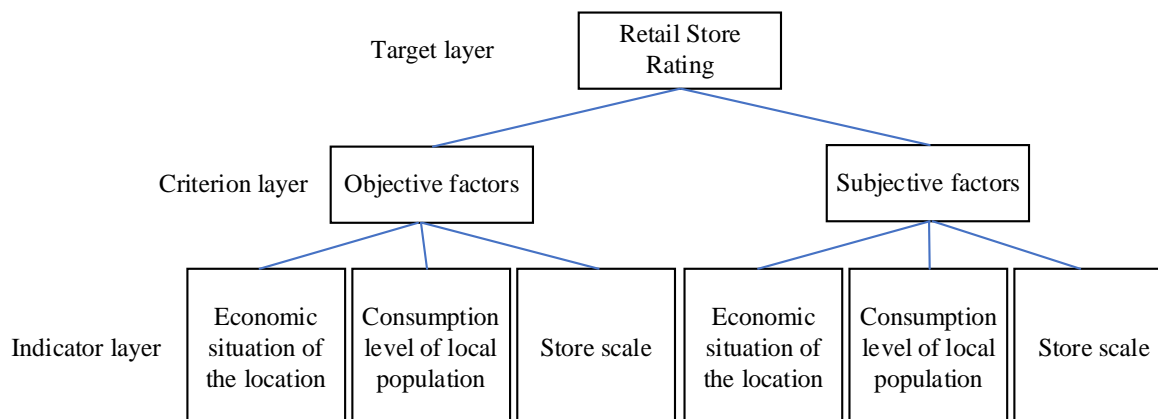 Target layer
Retail Store
Rating
Criterion layer
Objective factors
Subjective factors
Indicator layer
Economic
situation of
the location
Consumption
level of local
population
Store scale
Economic
situation of
the location
Consumption
level of local
population
Store scale